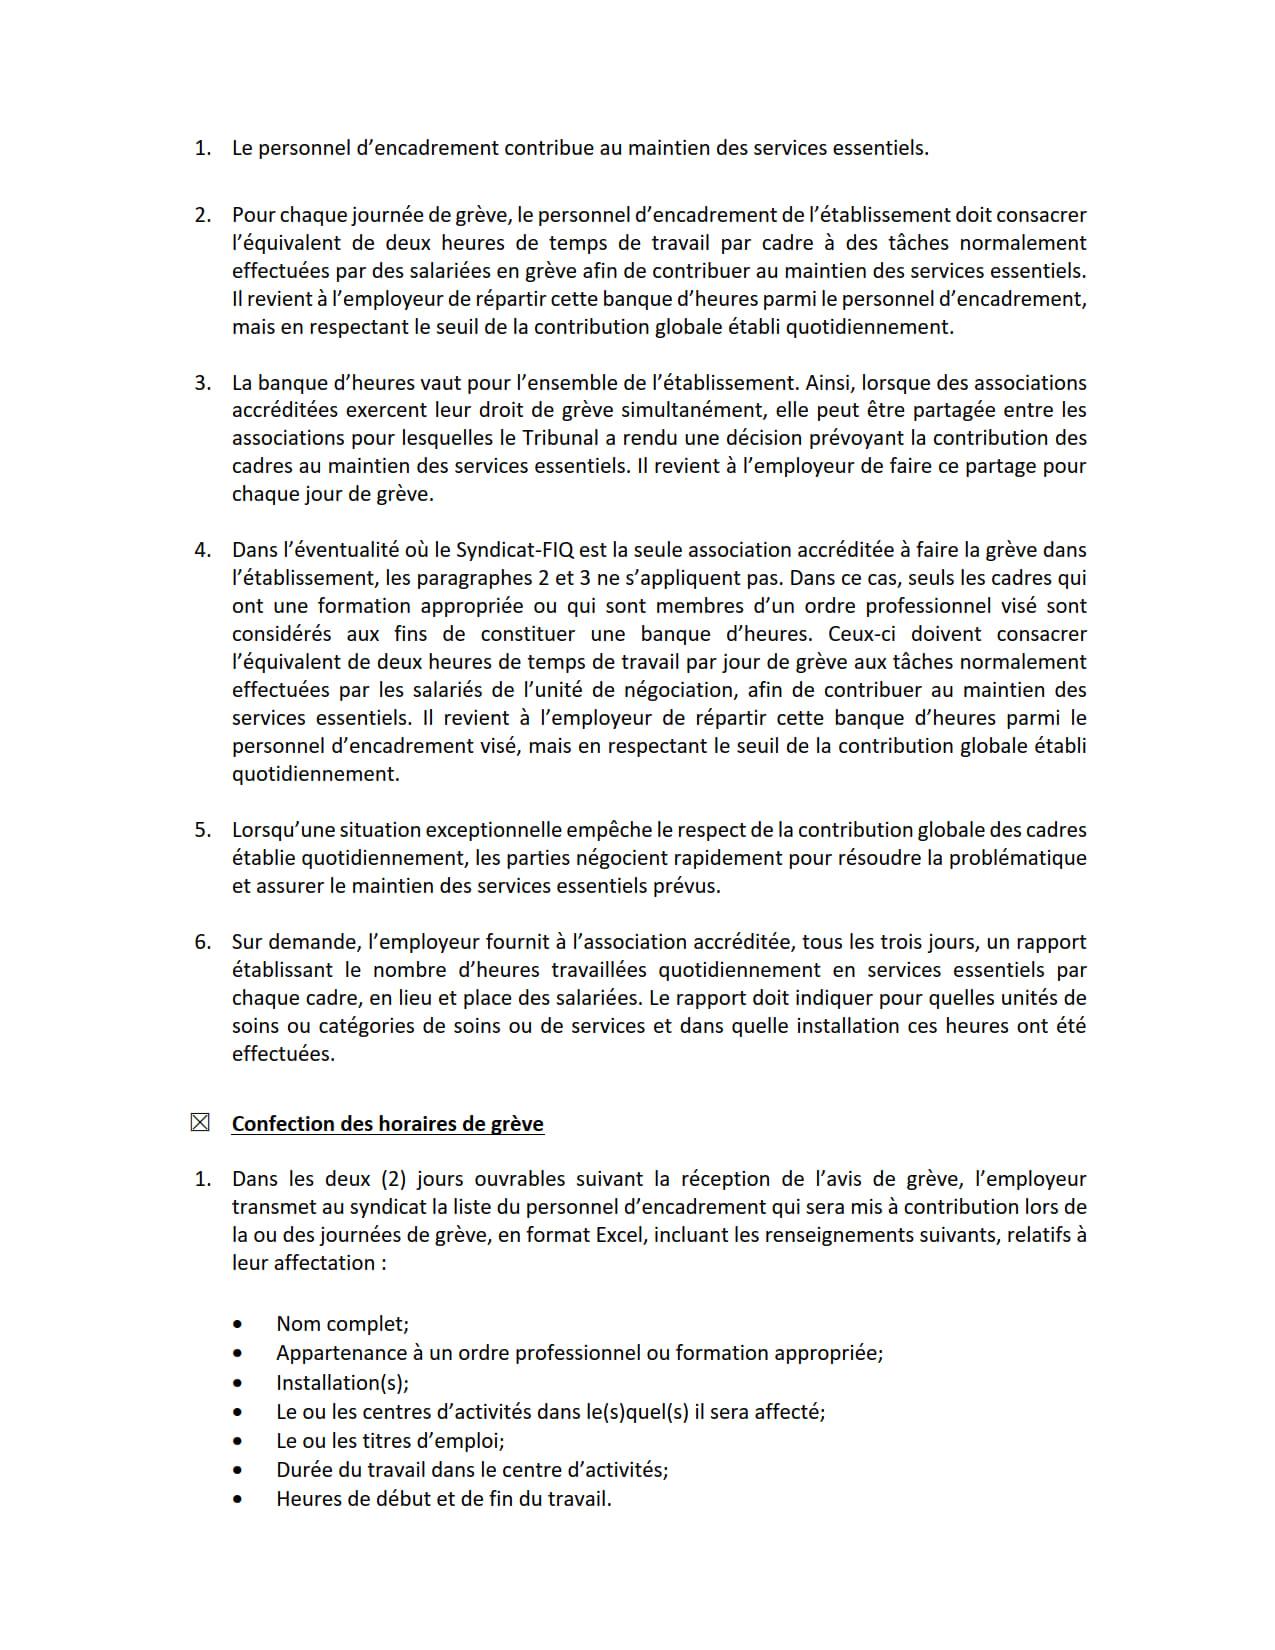 1. Le personnel d’encadrement contribue au maintien des services essentiels.
2. Pour chaque journée de grève, le personnel d’encadrement de l’établissement doit consacrer
l’équivalent de deux heures de temps de travail par cadre à des tâches normalement
effectuées par des salariées en grève afin de contribuer au maintien des services essentiels.
Il revient à l’employeur de répartir cette banque d’heures parmi le personnel d’encadrement,
mais en respectant le seuil de la contribution globale établi quotidiennement.
3. La banque d’heures vaut pour l’ensemble de l’établissement. Ainsi, lorsque des associations
accréditées exercent leur droit de grève simultanément, elle peut être partagée entre les
associations pour lesquelles le Tribunal a rendu une décision prévoyant la contribution des
cadres au maintien des services essentiels. Il revient à l’employeur de faire ce partage pour
chaque jour de grève.
4. Dans l’éventualité où le Syndicat-FIQ est la seule association accréditée à faire la grève dans
l’établissement, les paragraphes 2 et 3 ne s’appliquent pas. Dans ce cas, seuls les cadres qui
ont une formation appropriée ou qui sont membres d’un ordre professionnel visé sont
considérés aux fins de constituer une banque d’heures. Ceux-ci doivent consacrer
l’équivalent de deux heures de temps de travail par jour de grève aux tâches normalement
effectuées par les salariés de l’unité de négociation, afin de contribuer au maintien des
services essentiels. Il revient à l’employeur de répartir cette banque d’heures parmi le
personnel d’encadrement visé, mais en respectant le seuil de la contribution globale établi
quotidiennement.
5. Lorsqu’une situation exceptionnelle empêche le respect de la contribution globale des cadres
établie quotidiennement, les parties négocient rapidement pour résoudre la problématique
et assurer le maintien des services essentiels prévus.
6. Sur demande, l’employeur fournit à l’association accréditée, tous les trois jours, un rapport
établissant le nombre d’heures travaillées quotidiennement en services essentiels par
chaque cadre, en lieu et place des salariées. Le rapport doit indiquer pour quelles unités de
soins ou catégories de soins ou de services et dans quelle installation ces heures ont été
effectuées.
☒ Confection des horaires de grève
1. Dans les deux (2) jours ouvrables suivant la réception de l’avis de grève, l’employeur
transmet au syndicat la liste du personnel d’encadrement qui sera mis à contribution lors de
la ou des journées de grève, en format Excel, incluant les renseignements suivants, relatifs à
leur affectation :
• Nom complet;
• Appartenance à un ordre professionnel ou formation appropriée;
• Installation(s);
• Le ou les centres d’activités dans le(s)quel(s) il sera affecté;
• Le ou les titres d’emploi;
• Durée du travail dans le centre d’activités;
• Heures de début et de fin du travail.